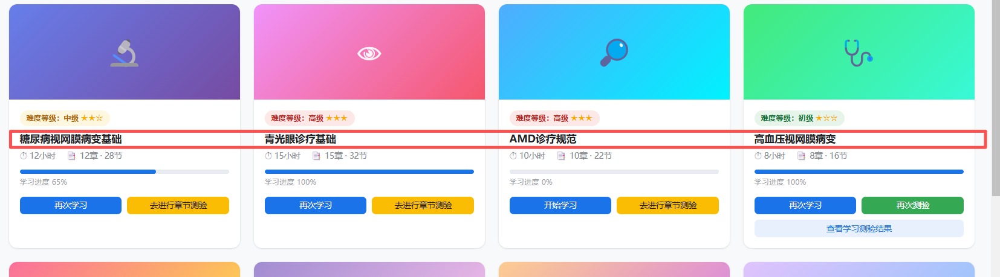 难度等级：中级 ★★☆
糖尿病视网膜病变基础
12小时 12章 · 28节
学习进度 65%
再次学习 去进行章节测验
难度等级：高级 ★★★
青光眼诊疗基础
15小时 15章 · 32节
学习进度 100%
再次学习 去进行章节测验
难度等级：高级 ★★★
AMD诊疗规范
10小时 10章 · 22节
学习进度 0%
开始学习 去进行章节测验
难度等级：初级 ★☆☆
高血压视网膜病变
8小时 8章 · 16节
学习进度 100%
再次学习 再次测验
查看学习测验结果